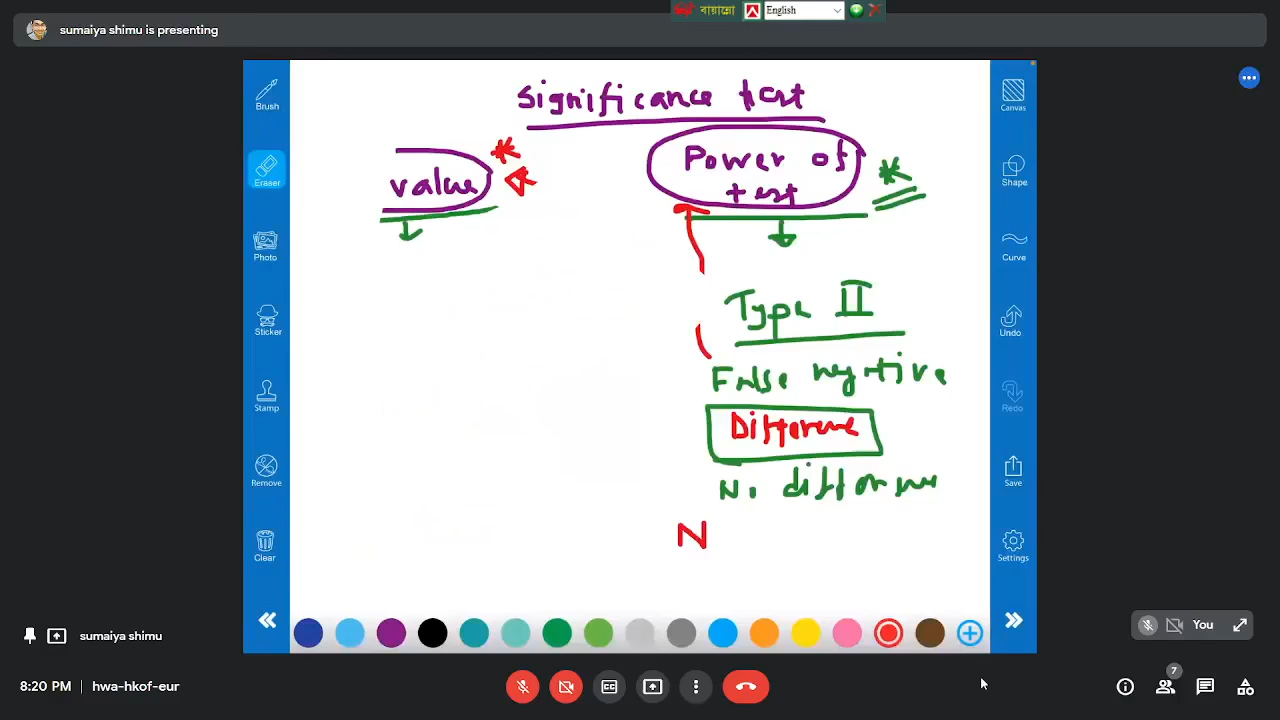 বায়ান্নো English
sumaiya shimu is presenting
Brush
Eraser
Photo
Sticker
Stamp
Remove
Clear
Significance test
value
Power of
test
Type II
False negative
Difference
No difference
N
Canvas
Shape
Curve
Undo
Redo
Save
Settings
sumaiya shimu
You
8:20 PM | hwa-hkof-eur
CC
7